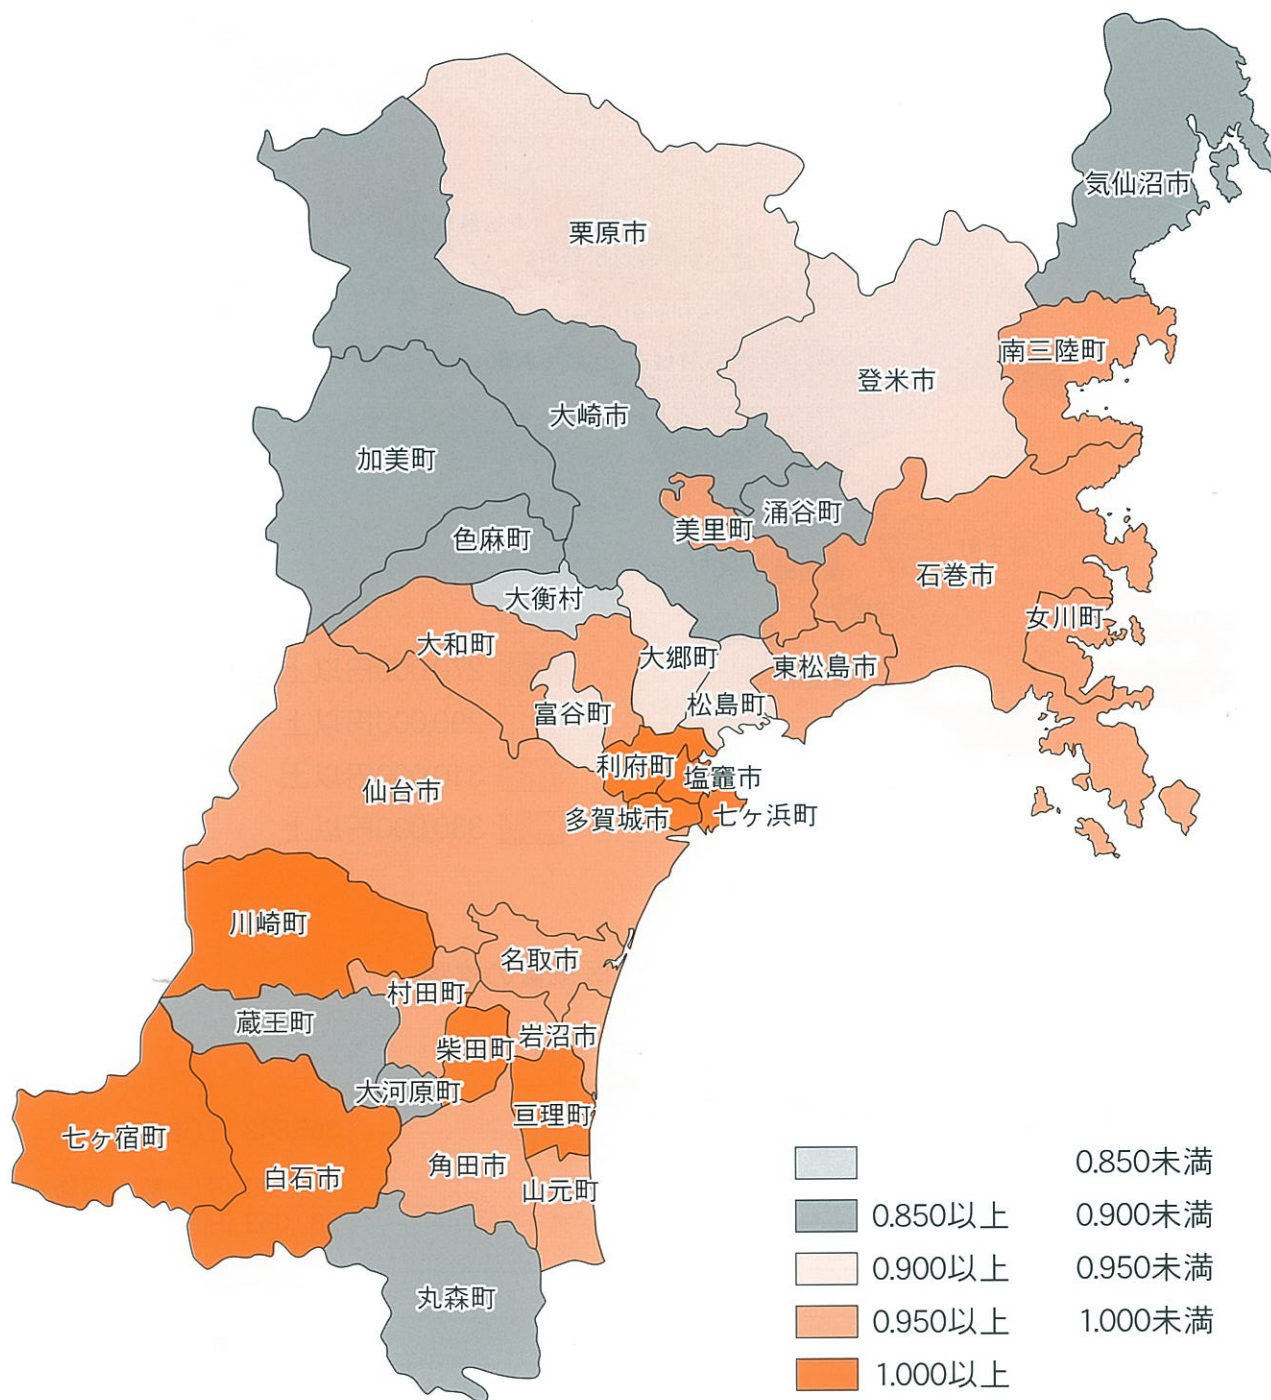 気仙沼市
栗原市
南三陸町
登米市
大崎市
加美町
涌谷町
美里町
色麻町
石巻市
大衡村
女川町
大和町
大郷町
東松島市
松島町
富谷町
利府町
塩竈市
仙台市
多賀城市
七ヶ浜町
川崎町
名取市
村田町
蔵王町
岩沼市
柴田町
大河原町
亘理町
七ヶ宿町
白石市
角田市
山元町
丸森町
0.850未満
0.850以上 0.900未満
0.900以上 0.950未満
0.950以上 1.000未満
1.000以上